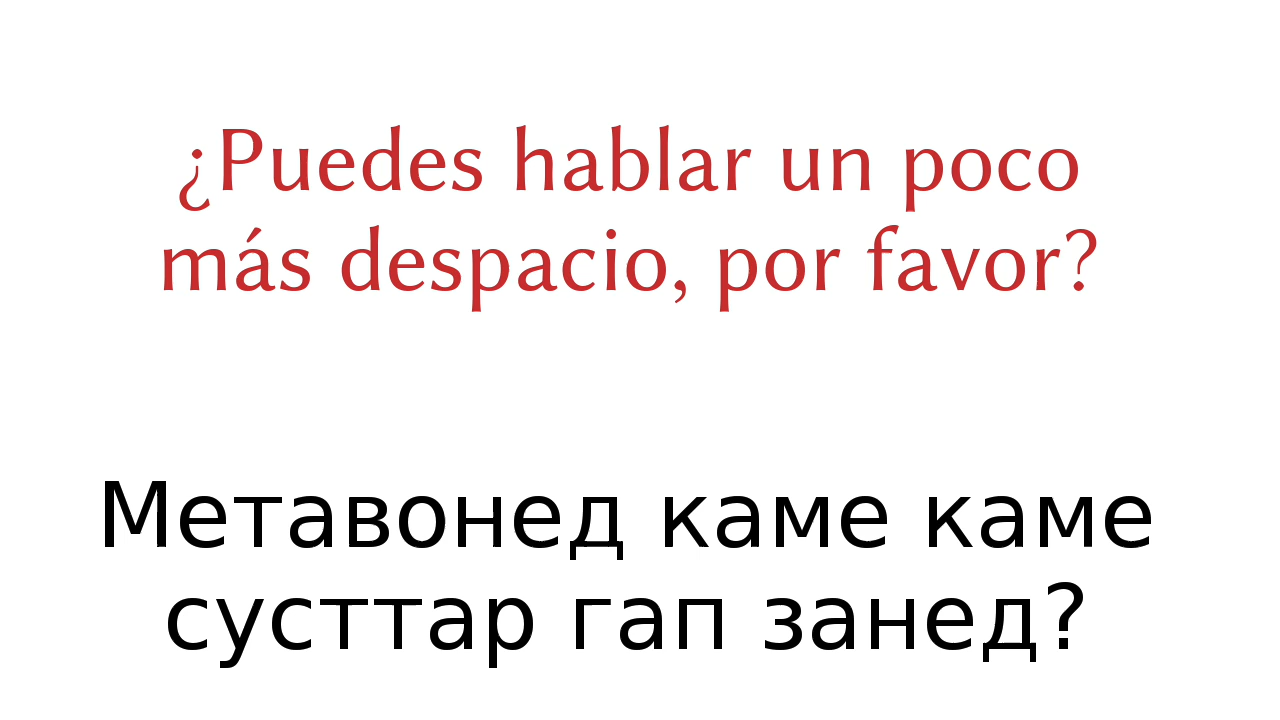 ¿Puedes hablar un poco
más despacio, por favor?
Метавонед каме каме
сусттар гап занед?